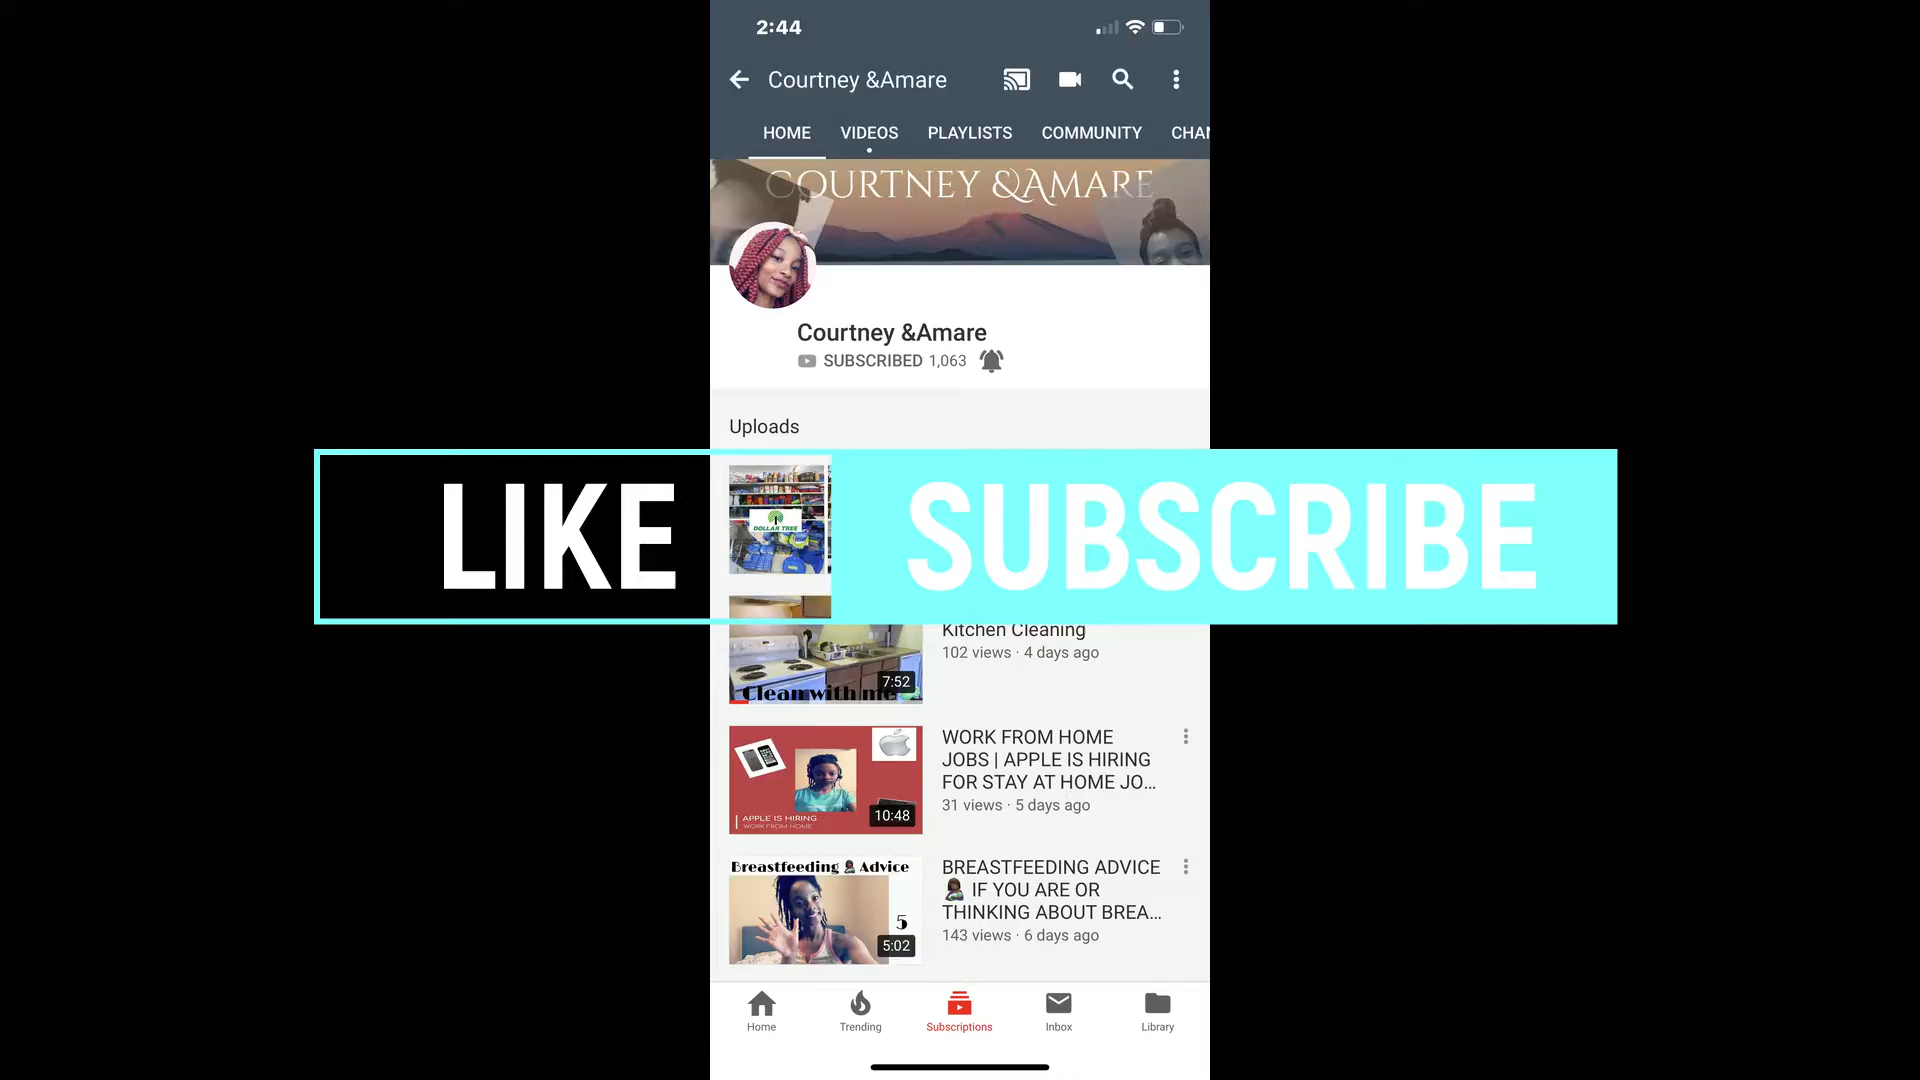 2:44
Courtney &Amare
HOME VIDEOS PLAYLISTS COMMUNITY CHAN
COURTNEY &AMARE
Courtney &Amare
SUBSCRIBED 1,063
Uploads
LIKE SUBSCRIBE
DOLLAR TREE
Kitchen Cleaning
102 views · 4 days ago
7:52
Clean with me
WORK FROM HOME
JOBS | APPLE IS HIRING
FOR STAY AT HOME JO...
31 views · 5 days ago
10:48
APPLE IS HIRING
WORK FROM HOME
Breastfeeding 🤱🏿 Advice
5
5:02
BREASTFEEDING ADVICE
🤱🏿 IF YOU ARE OR
THINKING ABOUT BREA...
143 views · 6 days ago
Home Trending Subscriptions Inbox Library